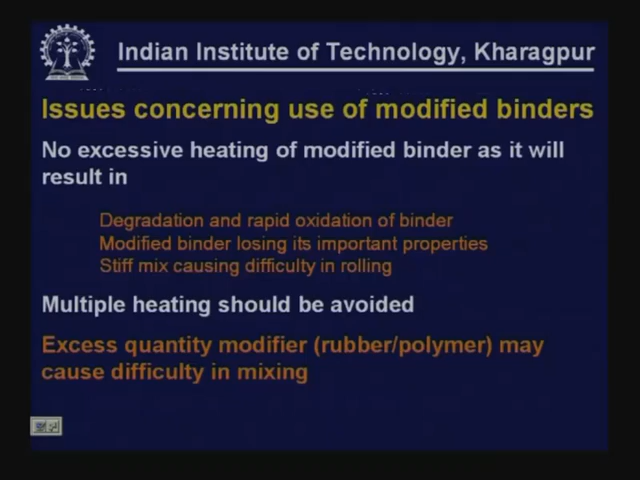 Indian Institute of Technology, Kharagpur
Issues concerning use of modified binders
No excessive heating of modified binder as it will
result in
Degradation and rapid oxidation of binder
Modified binder losing its important properties
Stiff mix causing difficulty in rolling
Multiple heating should be avoided
Excess quantity modifier (rubber/polymer) may
cause difficulty in mixing